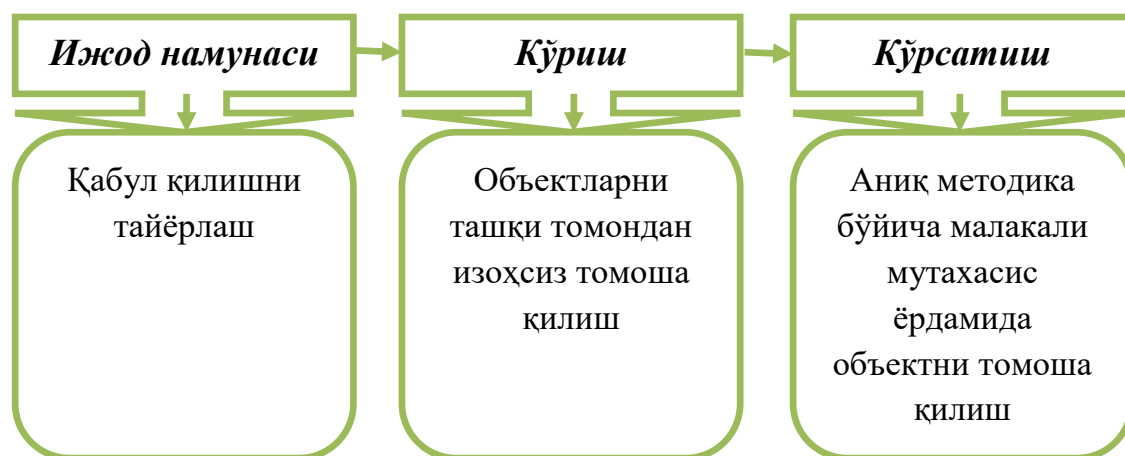 Ижод намунаси
Кўриш
Кўрсатиш
Қабул қилишни
тайёрлаш
Объектларни
ташқи томондан
изоҳсиз томоша
қилиш
Аниқ методика
бўйича малакали
мутахасис
ёрдамида
объектни томоша
қилиш